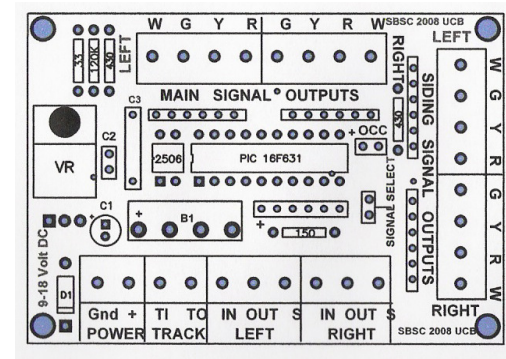 W G Y R G Y R W
SBSC 2008 UCB
LEFT
LEFT
33
120K
430
RIGHT
430
MAIN SIGNAL OUTPUTS
SIDING SIGNAL OUTPUTS
W
G
Y
R
G
Y
R
W
C3
C2
VR
OCC
+
2506
PIC 16F631
SIGNAL SELECT
C1
+
+
B1
+
150
9-18 Volt DC
D1
Gnd + TI TO IN OUT S IN OUT S
POWER TRACK LEFT RIGHT
RIGHT
SBSC 2008 UCB